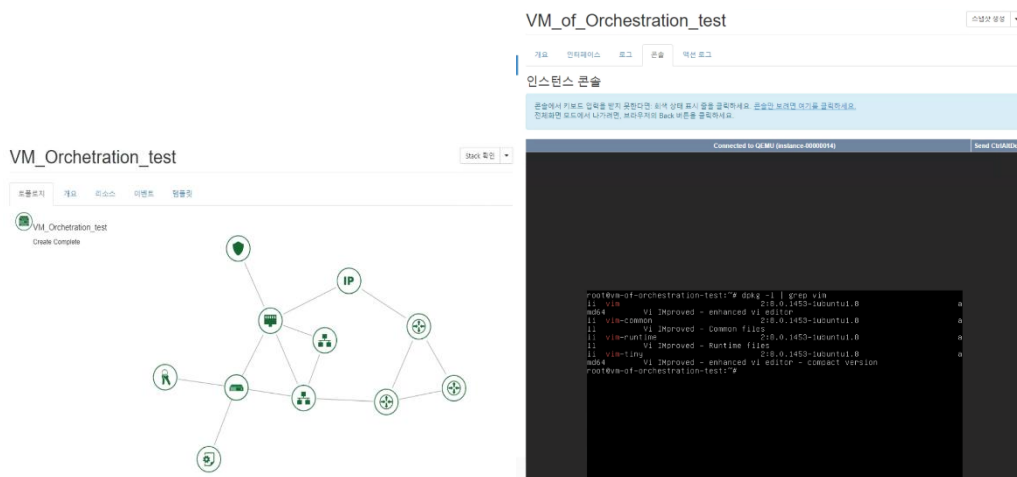 VM_Orchetration_test
Stack 확인
토폴로지 개요 리소스 이벤트 템플릿
VM_Orchetration_test
Create Complete
IP
VM_of_Orchestration_test
스냅샷 생성
개요 인터페이스 로그 콘솔 액션 로그
인스턴스 콘솔
콘솔에서 키보드 입력을 받지 못한다면: 회색 상태 표시 줄을 클릭하세요. 콘솔만 보려면 여기를 클릭하세요.
전체화면 모드에서 나가려면, 브라우저의 Back 버튼을 클릭하세요.
Connected to QEMU (instance-00000014)
Send CtrlAltDe
root@vm-of-orchestration-test:~# dpkg -l | grep vim
ii vim 2:8.0.1453-1ubuntu1.8 a
md64 Vi IMproved - enhanced vi editor
ii vim-common 2:8.0.1453-1ubuntu1.8 a
ll Vi IMproved - Common files
ii vim-runtime 2:8.0.1453-1ubuntu1.8 a
ll Vi IMproved - Runtime files
ii vim-tiny 2:8.0.1453-1ubuntu1.8 a
md64 Vi IMproved - enhanced vi editor - compact version
root@vm-of-orchestration-test:~#